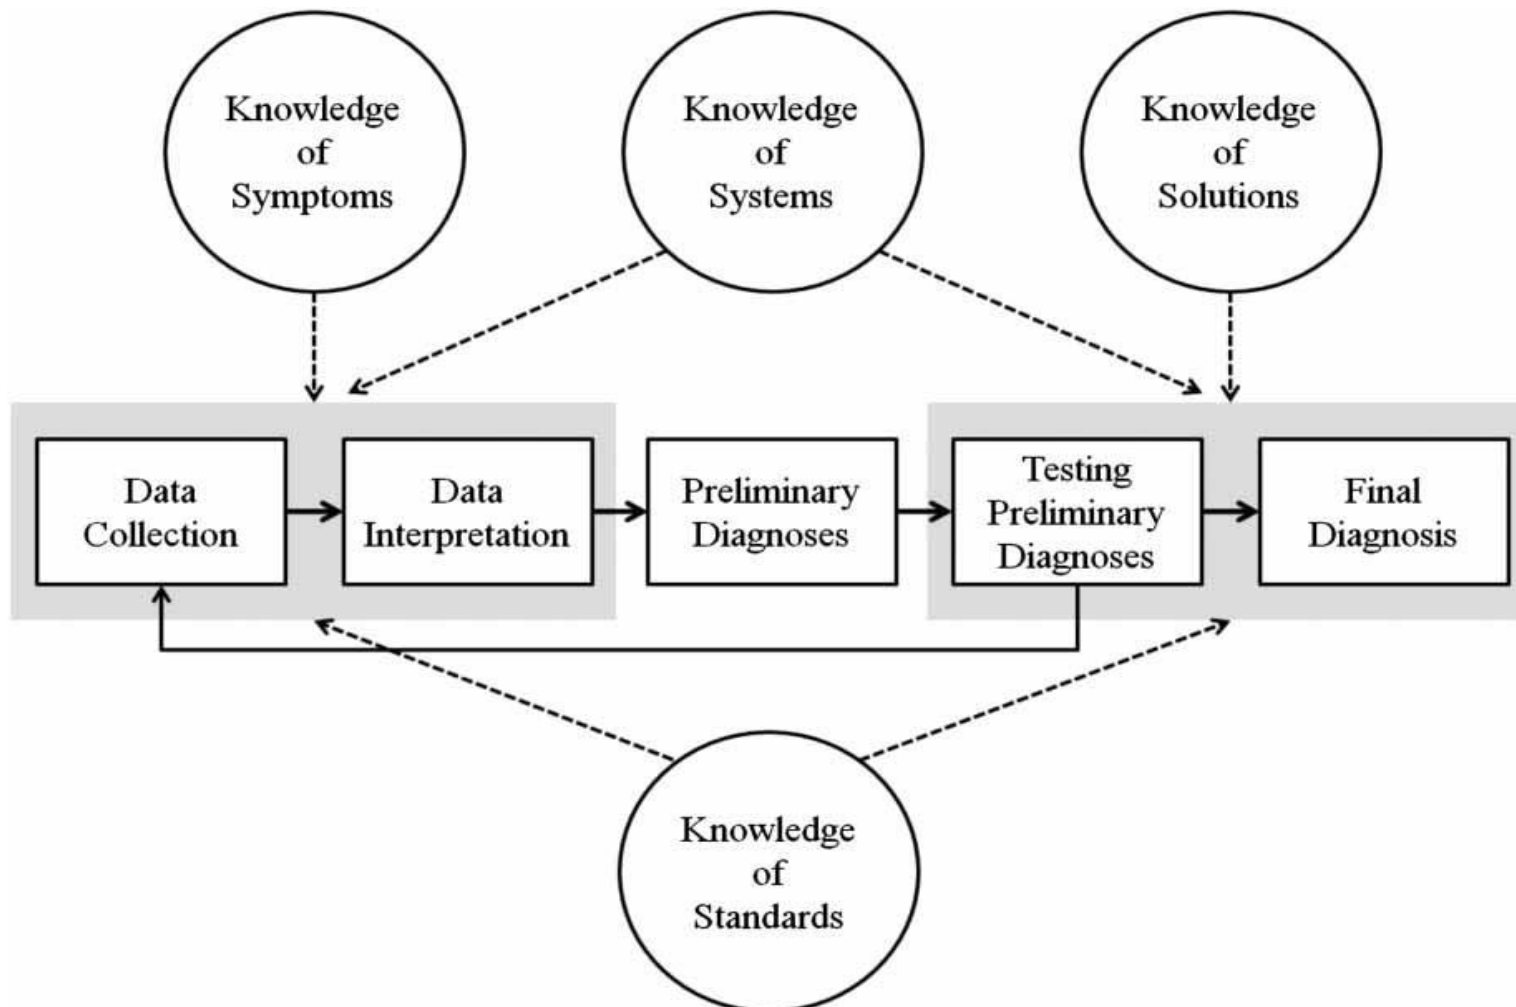 Knowledge
of
Symptoms
Knowledge
of
Systems
Knowledge
of
Solutions
Data
Collection
Data
Interpretation
Preliminary
Diagnoses
Testing
Preliminary
Diagnoses
Final
Diagnosis
Knowledge
of
Standards